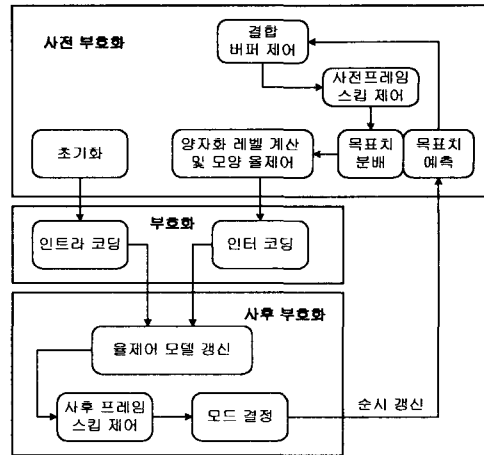 사전 부호화
결합
버퍼 제어
사전프레임
스킵 제어
초기화
양자화 레벨 계산
및 모양 율제어
목표치
분배
목표치
예측
부호화
인트라 코딩
인터 코딩
사후 부호화
율제어 모델 갱신
사후 프레임
스킵 제어
모드 결정
순시 갱신